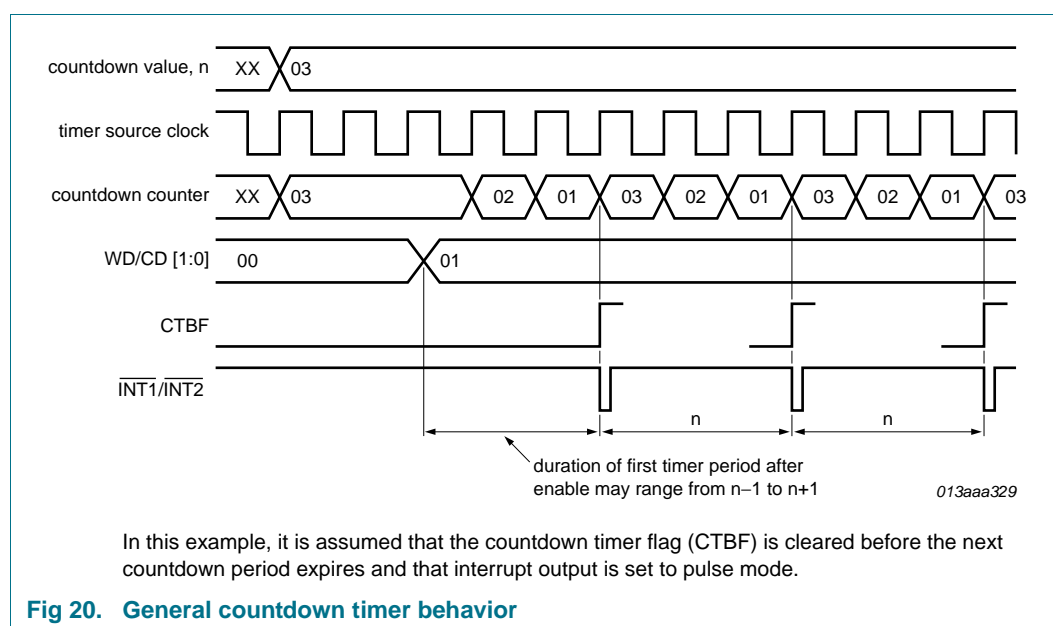 countdown value, n XX 03
timer source clock
countdown counter XX 03 02 01 03 02 01 03 02 01 03
WD/CD [1:0] 00 01
CTBF
INT1/INT2
n n
duration of first timer period after
enable may range from n−1 to n+1
013aaa329
In this example, it is assumed that the countdown timer flag (CTBF) is cleared before the next
countdown period expires and that interrupt output is set to pulse mode.
Fig 20. General countdown timer behavior